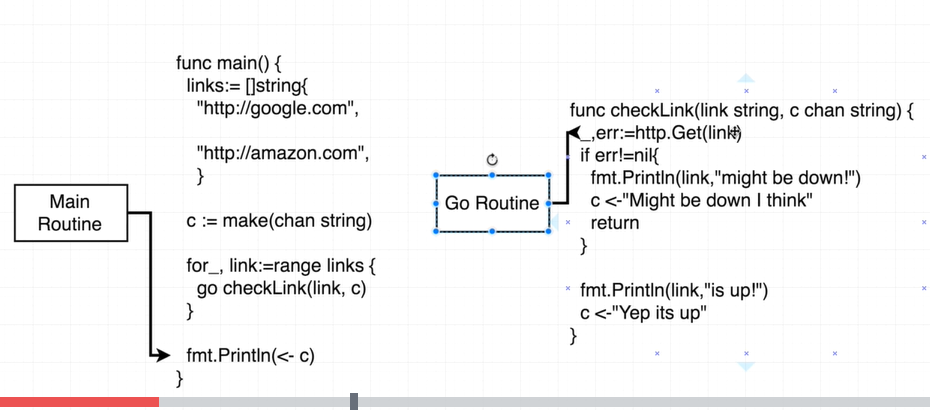 Main
Routine
func main() {
links:= []string{
"http://google.com",
"http://amazon.com",
}
c := make(chan string)
for_, link:=range links {
go checkLink(link, c)
}
fmt.Println(<- c)
}
Go Routine
func checkLink(link string, c chan string) {
_,err:=http.Get(link)
if err!=nil{
fmt.Println(link,"might be down!")
c <-"Might be down I think"
return
}
fmt.Println(link,"is up!")
c <-"Yep its up"
}